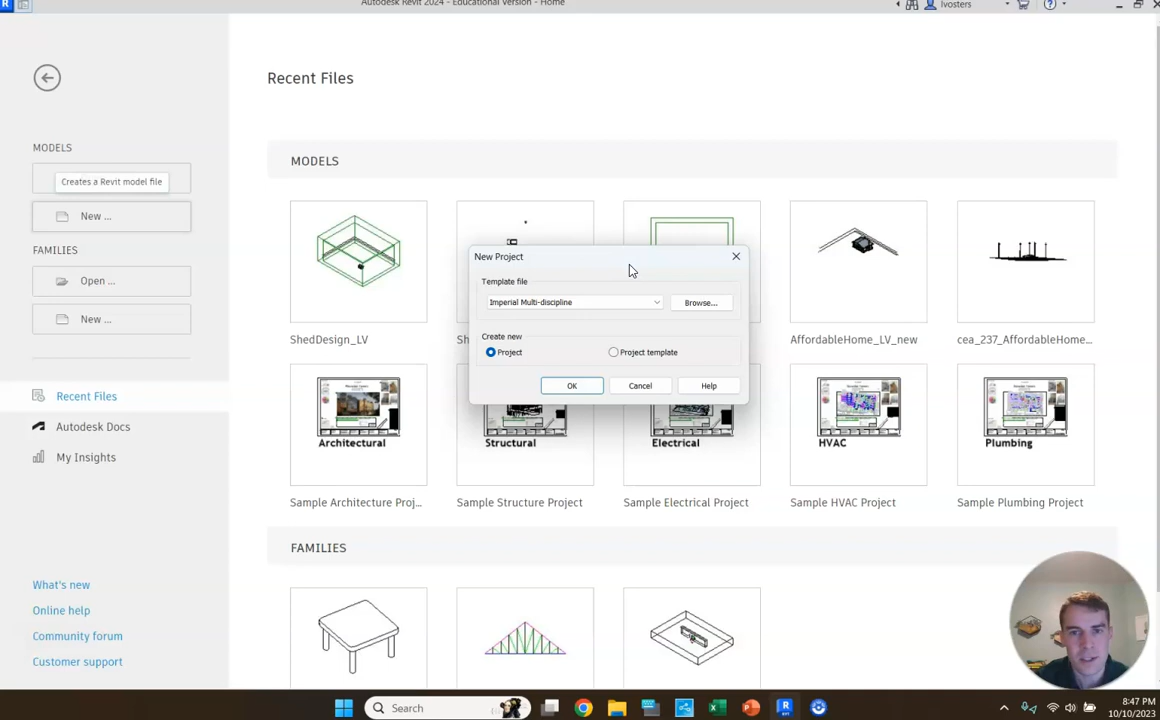 Autodesk Revit 2024 - Educational Version - Home
lvosters
Recent Files
MODELS
Creates a Revit model file
New ...
FAMILIES
Open ...
New ...
Recent Files
Autodesk Docs
My Insights
What's new
Online help
Community forum
Customer support
MODELS
ShedDesign_LV
AffordableHome_LV_new
cea_237_AffordableHome...
New Project
Template file
Imperial Multi-discipline
Browse...
Create new
Project
Project template
OK
Cancel
Help
Architectural
Structural
Electrical
HVAC
Plumbing
Sample Architecture Proj...
Sample Structure Project
Sample Electrical Project
Sample HVAC Project
Sample Plumbing Project
FAMILIES
Search
8:47 PM
10/10/2023